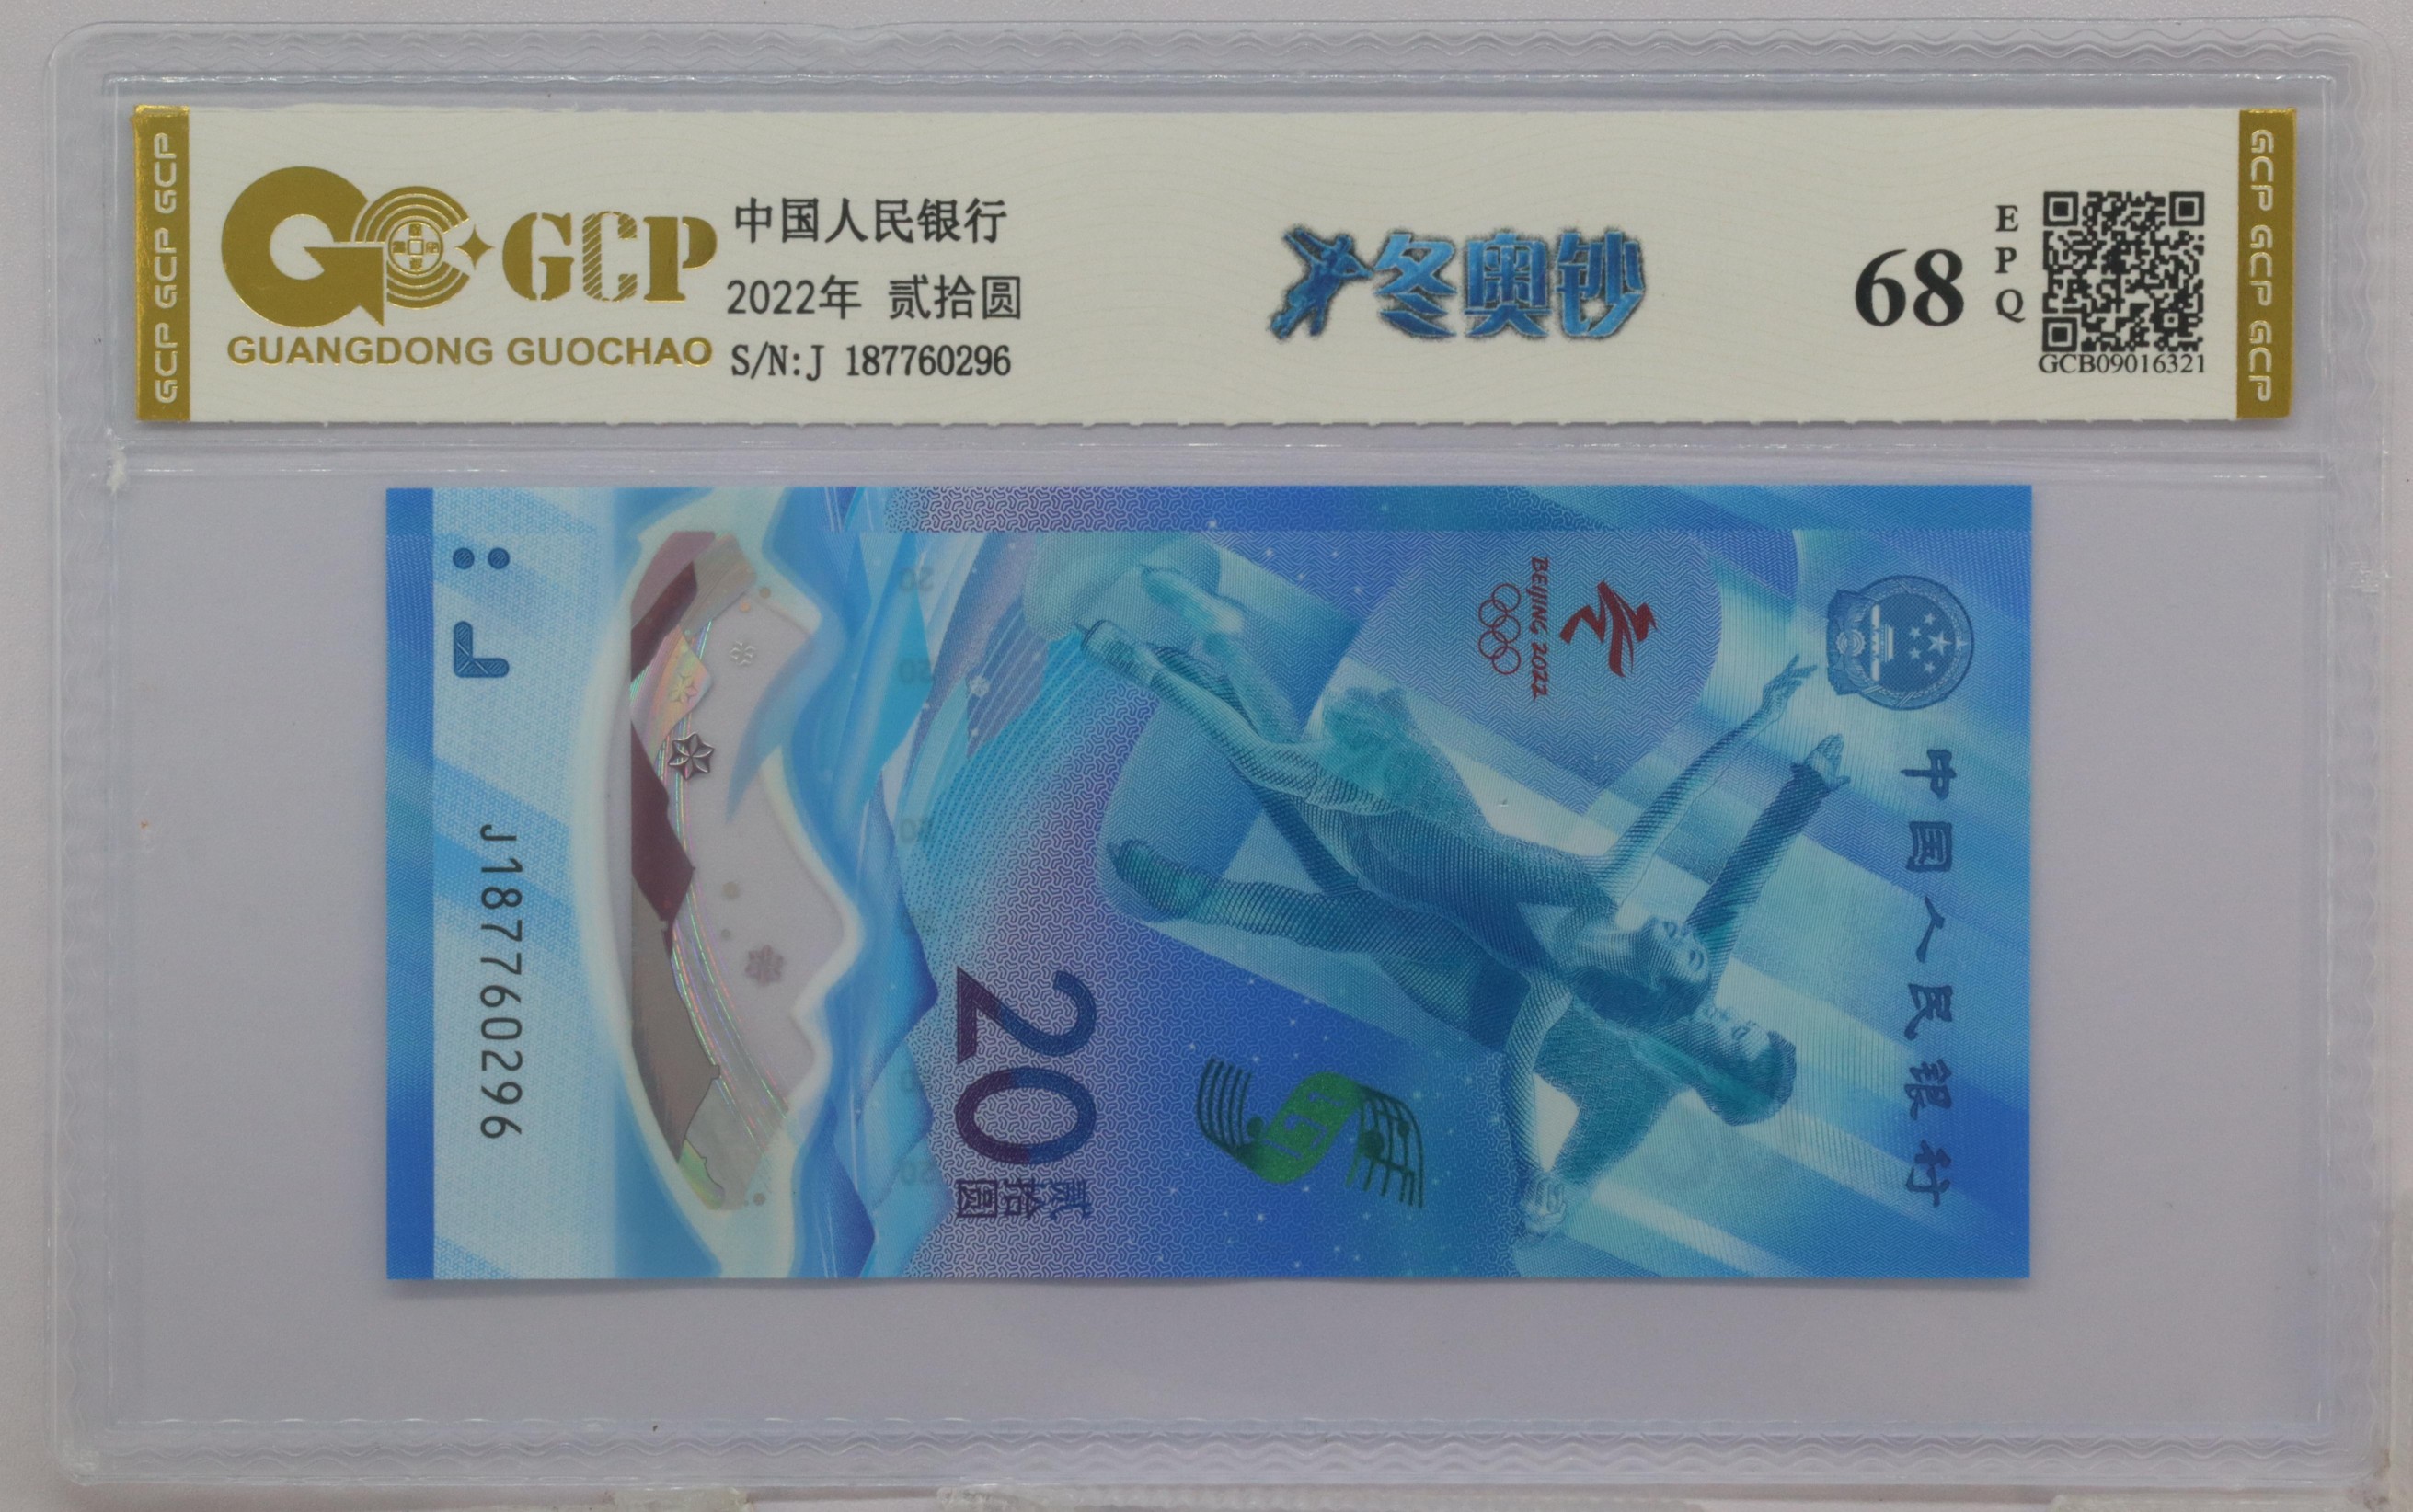 GCP GCP GCP
GCP
GUANGDONG GUOCHAO
中国人民银行
2022年 贰拾圆
S/N:J 187760296
冬奥钞
68
EPQ
GCB09016321
GCP GCP GCP
中国人民银行
BEIJING 2022
20
贰拾圆
J187760296